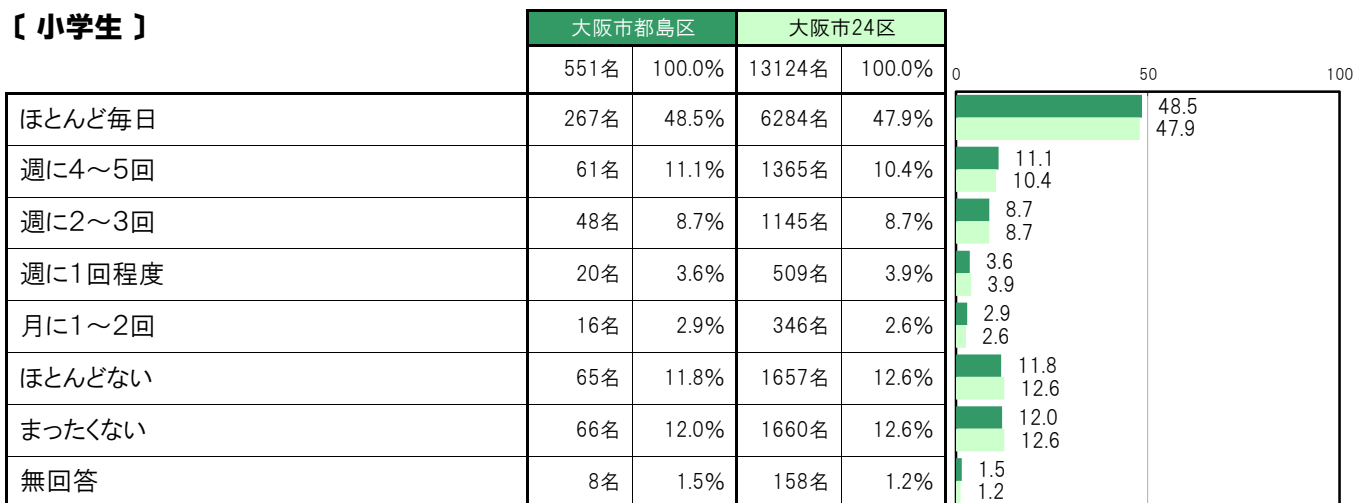 〔 小学生 〕
大阪市都島区 大阪市24区
551名 100.0% 13124名 100.0% 0 50 100
ほとんど毎日 267名 48.5% 6284名 47.9% 48.5
47.9
週に4～5回 61名 11.1% 1365名 10.4% 11.1
10.4
週に2～3回 48名 8.7% 1145名 8.7% 8.7
8.7
週に1回程度 20名 3.6% 509名 3.9% 3.6
3.9
月に1～2回 16名 2.9% 346名 2.6% 2.9
2.6
ほとんどない 65名 11.8% 1657名 12.6% 11.8
12.6
まったくない 66名 12.0% 1660名 12.6% 12.0
12.6
無回答 8名 1.5% 158名 1.2% 1.5
1.2